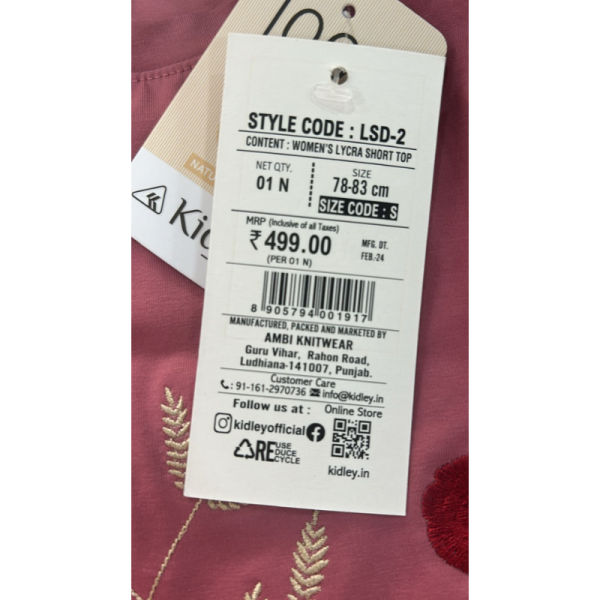 STYLE CODE : LSD-2
CONTENT : WOMEN'S LYCRA SHORT TOP
NET QTY.
01 N
SIZE
78-83 cm
SIZE CODE : S
MRP (Inclusive of all Taxes)
₹ 499.00
(PER 01 N)
MFG. DT.
FEB.-24
8 905794 001917
MANUFACTURED, PACKED AND MARKETED BY
AMBI KNITWEAR
Guru Vihar, Rahon Road,
Ludhiana-141007, Punjab.
Customer Care
: 91-161-2970736 info@kidley.in
Follow us at :
kidleyofficial
Online Store
kidley.in
REUSE
REDUCE
RECYCLE
NATU
Kid